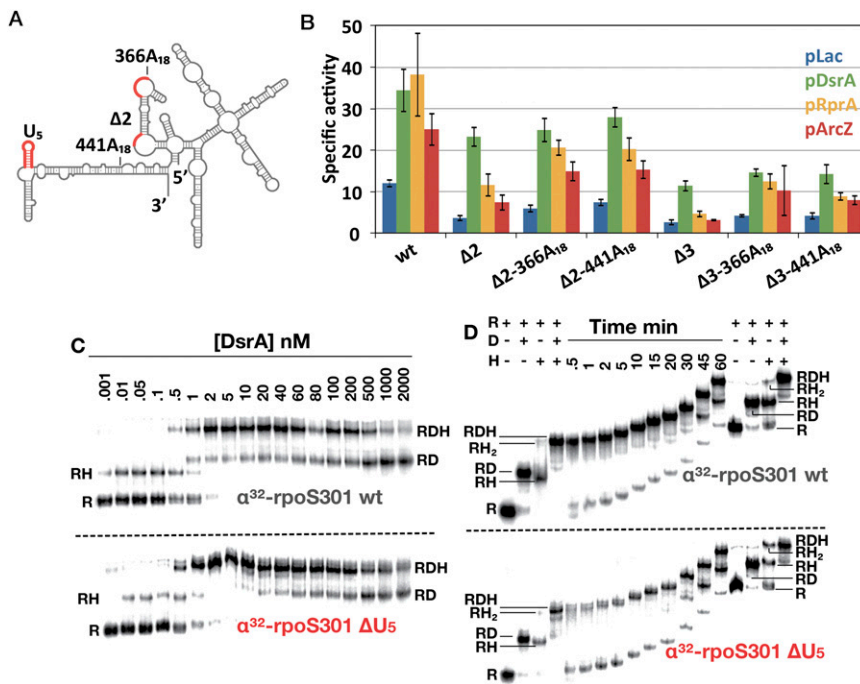 A
366A18
Δ2
U5
441A18
5’
3’
B
Specific activity
50
40
30
20
10
0
pLac
pDsrA
pRprA
pArcZ
wt
Δ2
Δ2-366A18
Δ2-441A18
Δ3
Δ3-366A18
Δ3-441A18
C
[DsrA] nM
.001
.01
.05
.1
.5
1
2
5
10
20
40
60
80
100
200
500
1000
2000
RDH
RD
RH
R
α32-rpoS301 wt
RDH
RH
RD
R
α32-rpoS301 ΔU5
D
R + + + + Time min + + + +
D - + - + - + - +
H - - + + .5 1 2 5 10 15 20 30 45 60 - - + +
RDH
RH2
RD
RH
R
RDH
RH2
RH
RD
R
α32-rpoS301 wt
RDH
RH2
RD
RH
R
RDH
RH2
RH
RD
R
α32-rpoS301 ΔU5